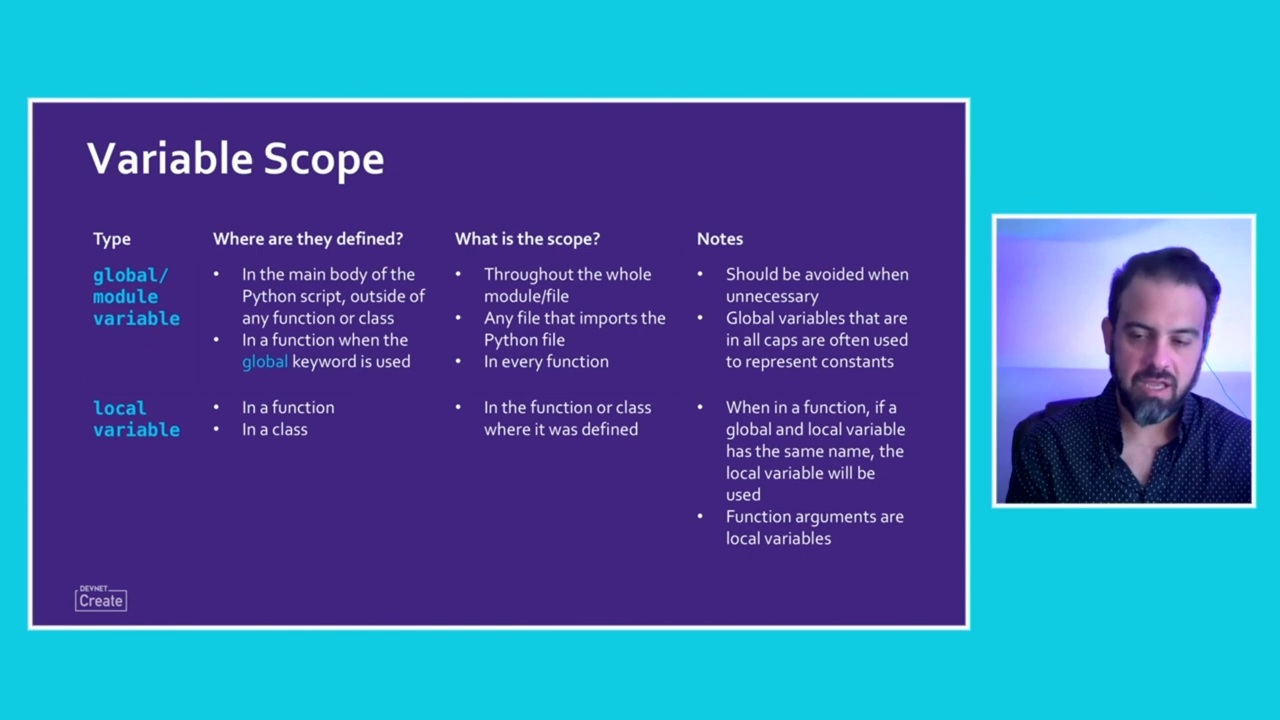 Variable Scope
Type
Where are they defined?
What is the scope?
Notes
global/
module
variable
• In the main body of the
Python script, outside of
any function or class
• In a function when the
global keyword is used
• Throughout the whole
module/file
• Any file that imports the
Python file
• In every function
• Should be avoided when
unnecessary
• Global variables that are
in all caps are often used
to represent constants
local
variable
• In a function
• In a class
• In the function or class
where it was defined
• When in a function, if a
global and local variable
has the same name, the
local variable will be
used
• Function arguments are
local variables
DEVNET
Create